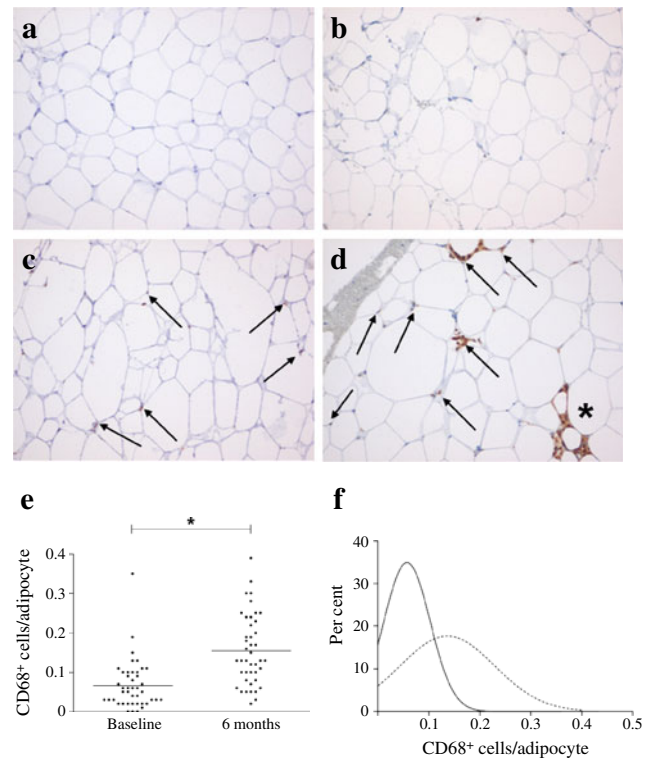 a
b
c
d
*
e
f
*
CD68⁺ cells/adipocyte
0.4
0.3
0.2
0.1
0
Baseline
6 months
Per cent
40
30
20
10
0
0.1
0.2
0.3
0.4
0.5
CD68⁺ cells/adipocyte